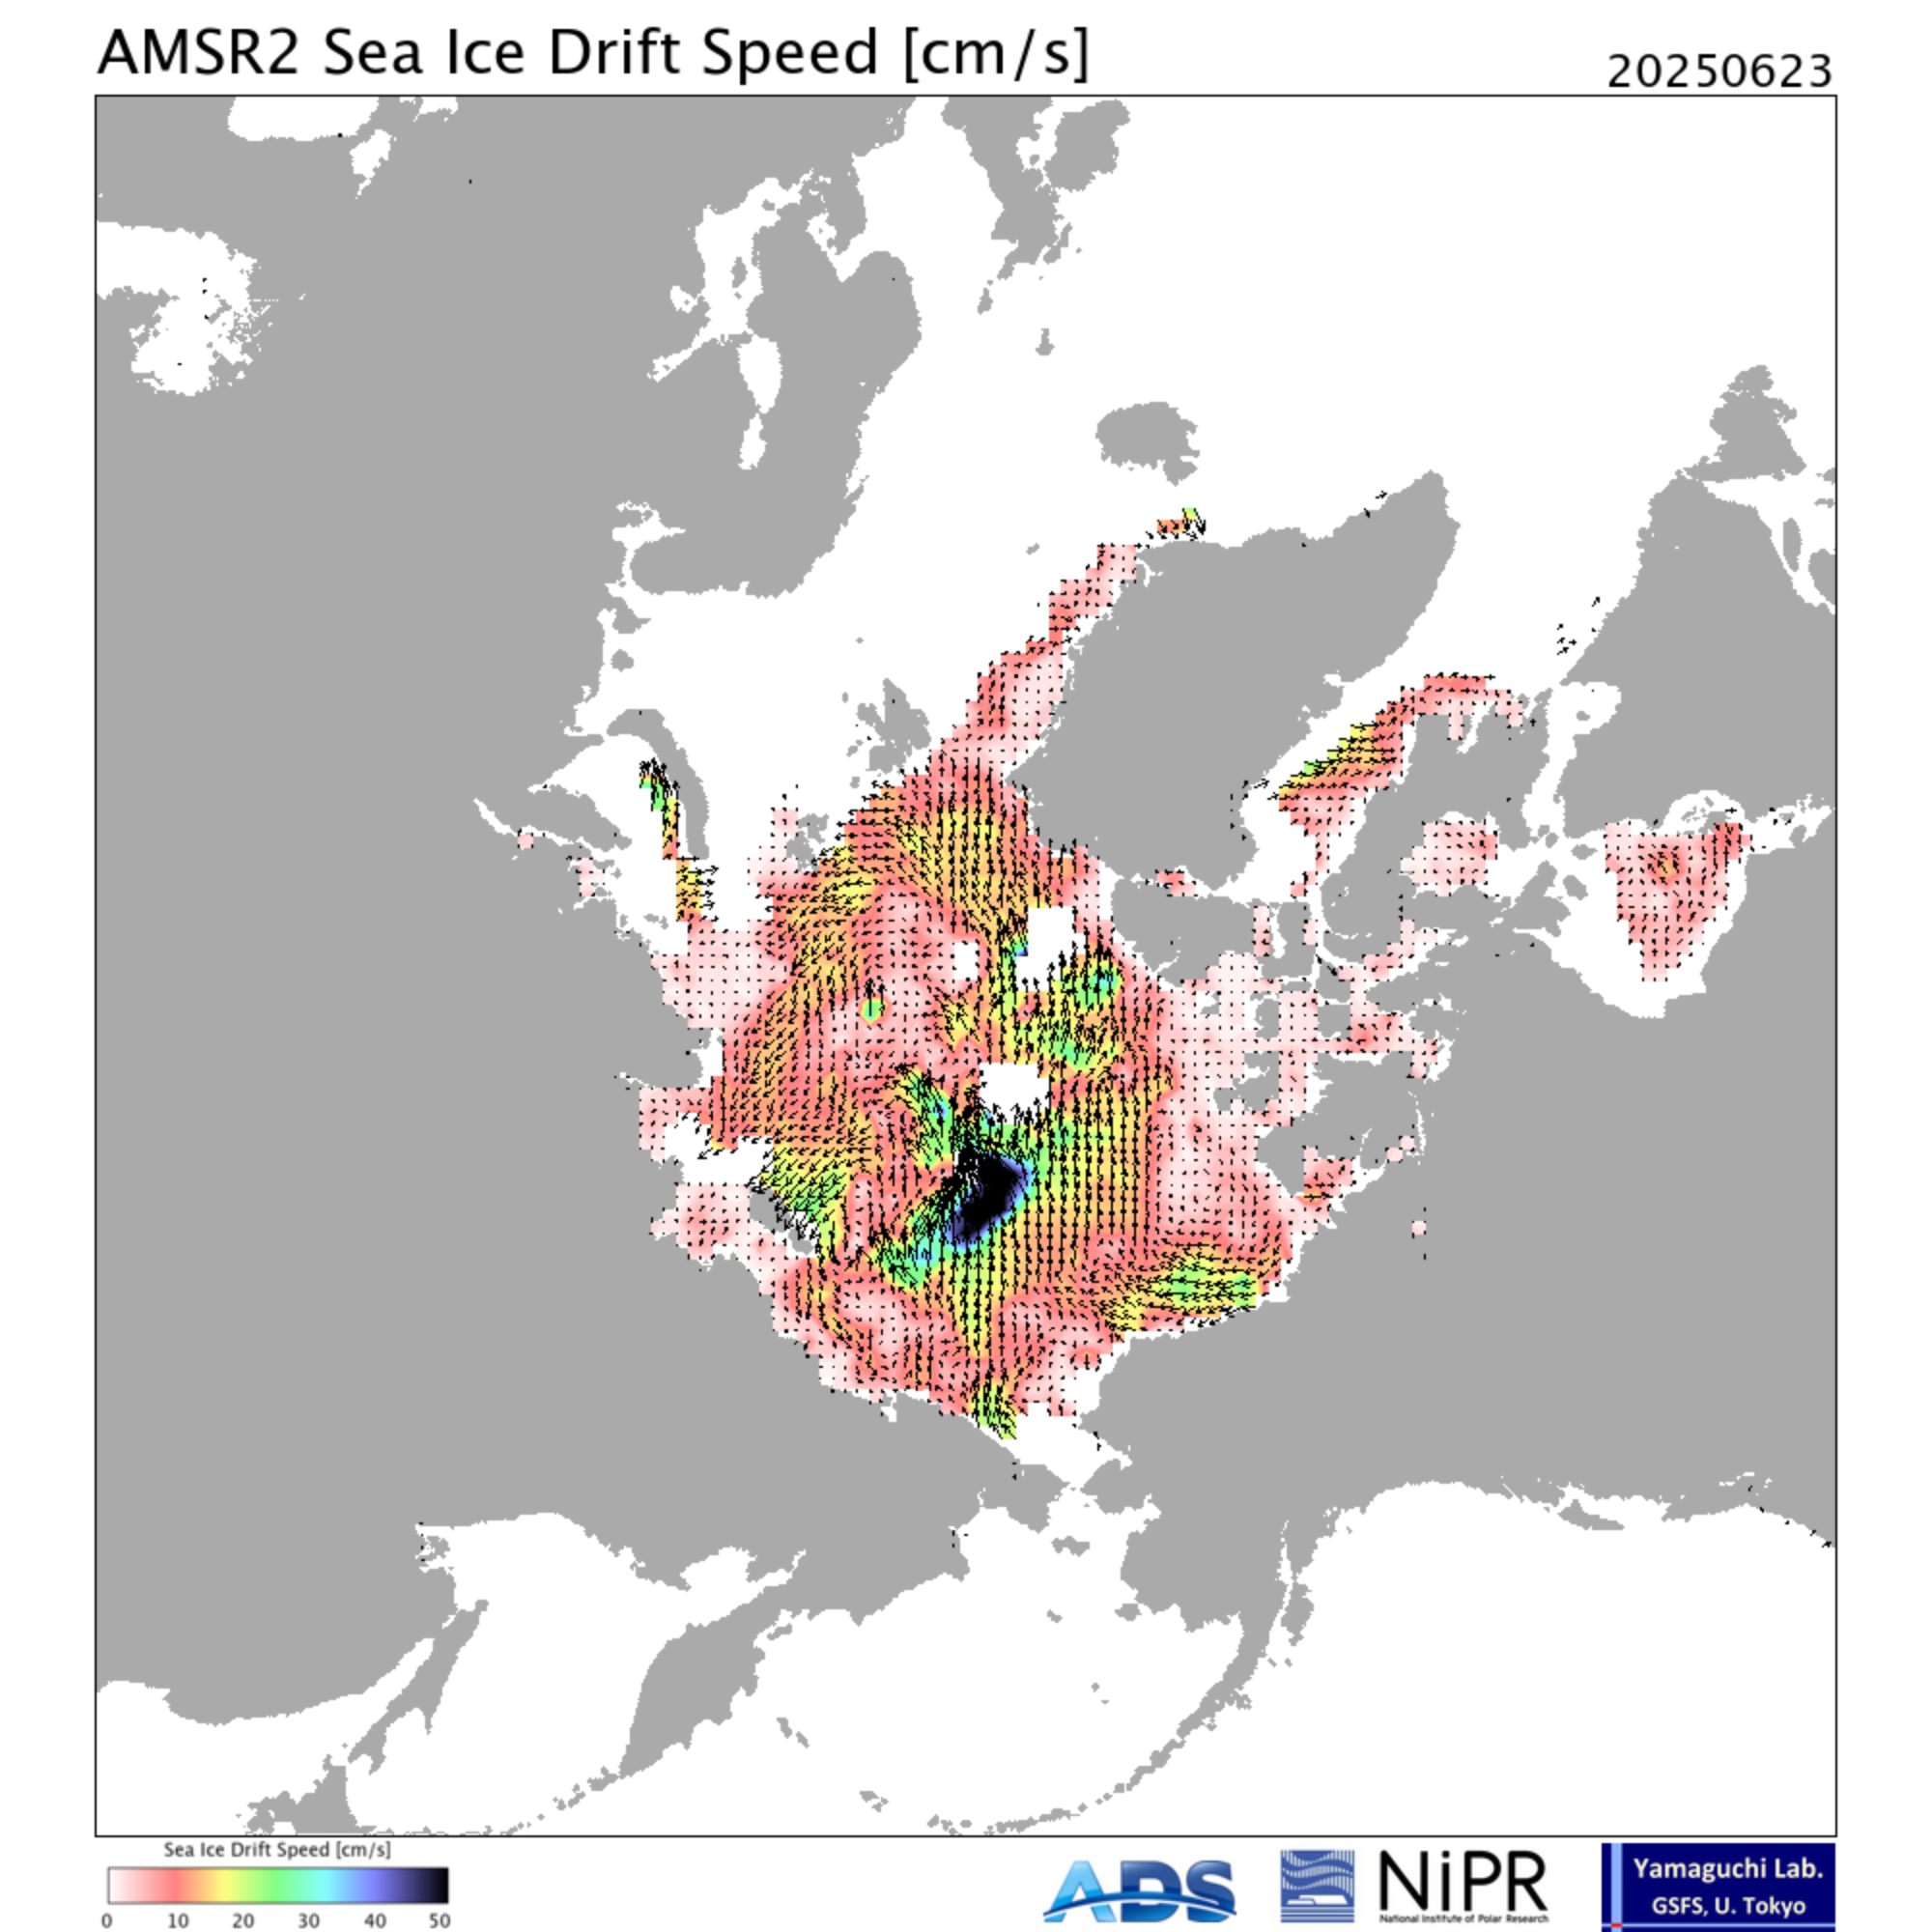 AMSR2 Sea Ice Drift Speed [cm/s]
20250623
Sea Ice Drift Speed [cm/s]
0 10 20 30 40 50
ADS
NiPR
National Institute of Polar Research
Yamaguchi Lab.
GSFS, U. Tokyo